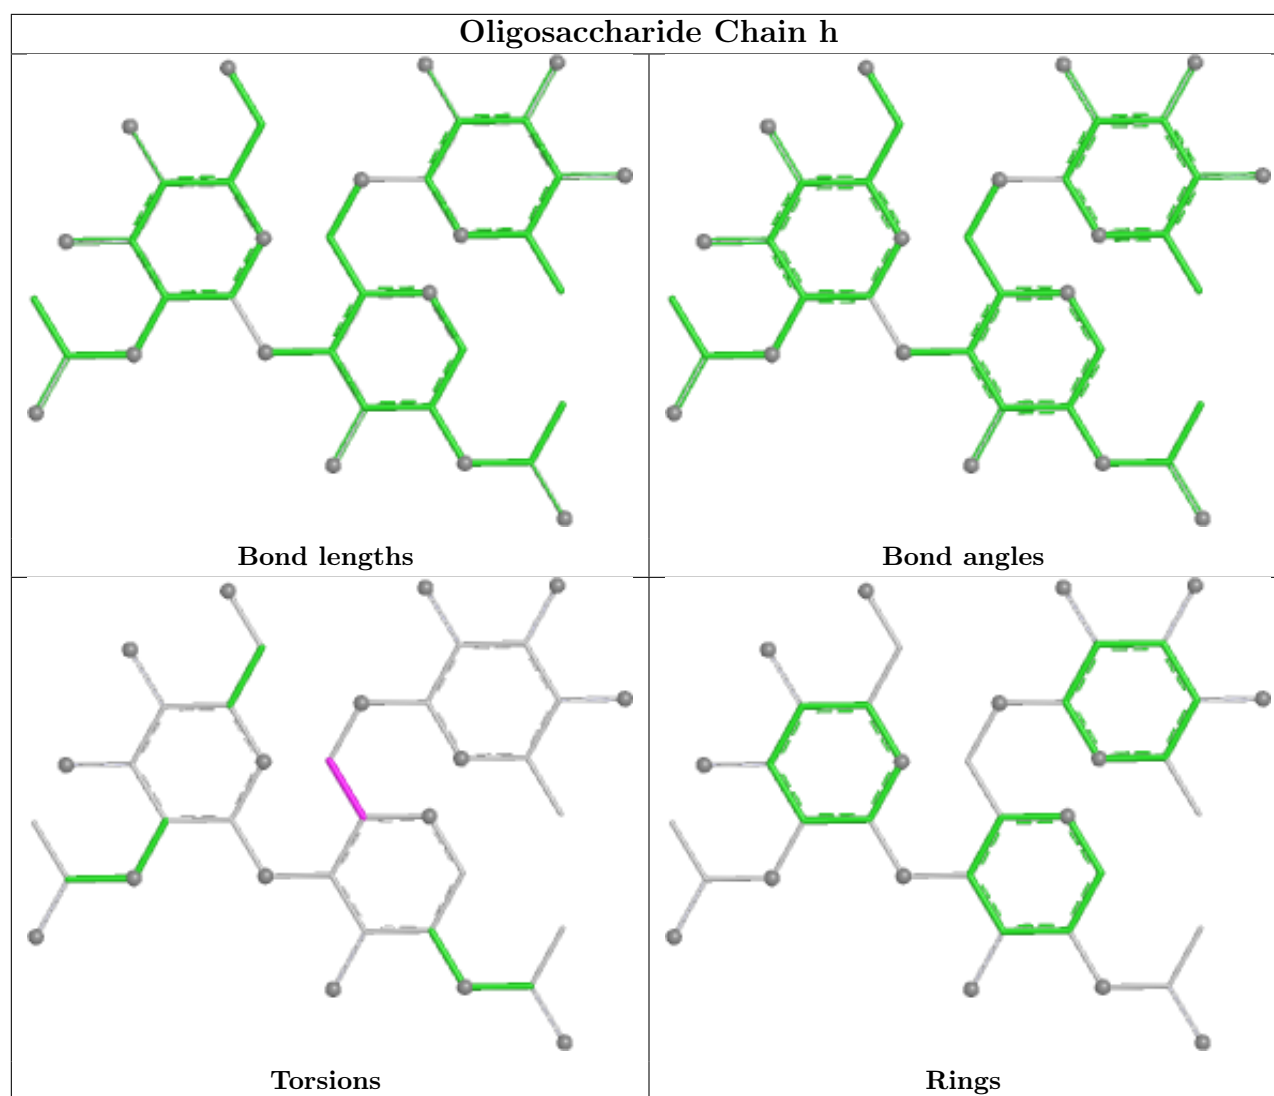 Oligosaccharide Chain h
Bond lengths
Bond angles
Torsions
Rings